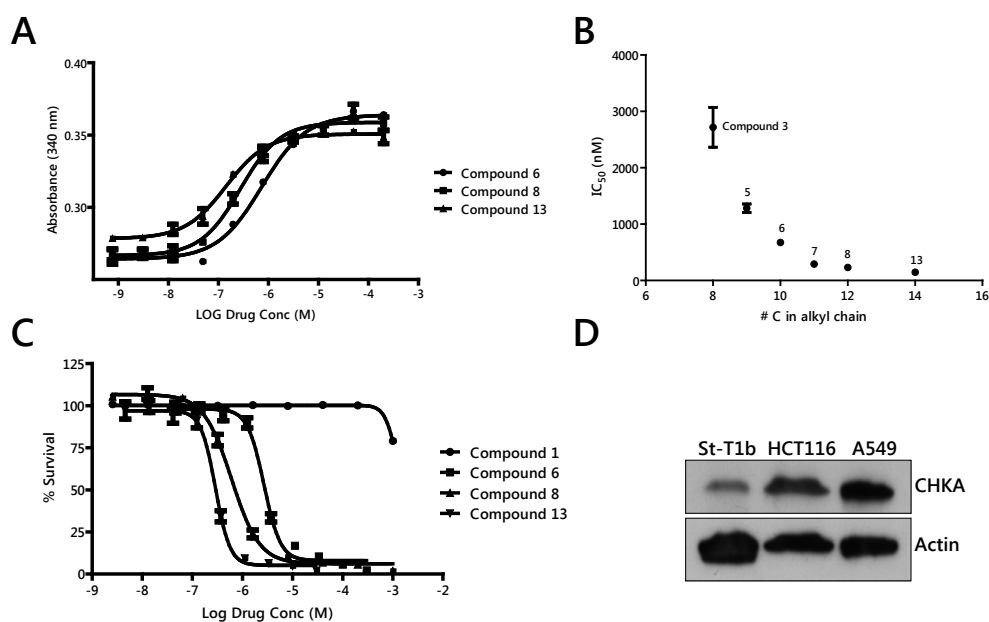 A
0.40
0.35
0.30
Absorbance (340 nm)
-9 -8 -7 -6 -5 -4 -3
LOG Drug Conc (M)
Compound 6
Compound 8
Compound 13
B
4000
3000
2000
1000
0
IC50 (nM)
Compound 3
5
6
7
8
13
6 8 10 12 14 16
# C in alkyl chain
C
125
100
75
50
25
0
% Survival
-9 -8 -7 -6 -5 -4 -3 -2
Log Drug Conc (M)
Compound 1
Compound 6
Compound 8
Compound 13
D
St-T1b HCT116 A549
CHKA
Actin